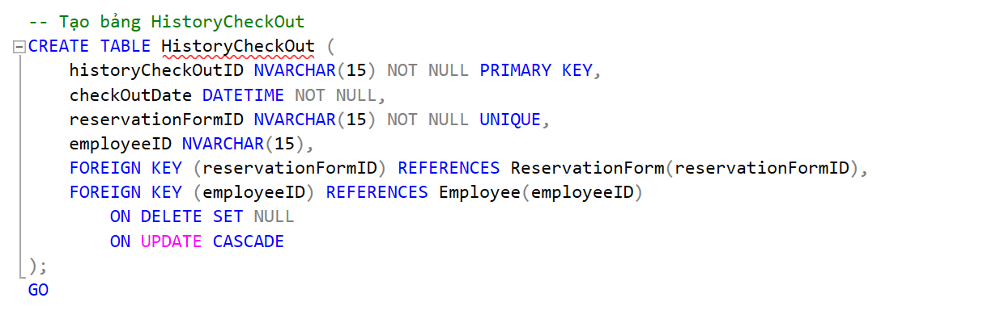 -- Tạo bảng HistoryCheckOut
CREATE TABLE HistoryCheckOut (
    historyCheckOutID NVARCHAR(15) NOT NULL PRIMARY KEY,
    checkOutDate DATETIME NOT NULL,
    reservationFormID NVARCHAR(15) NOT NULL UNIQUE,
    employeeID NVARCHAR(15),
    FOREIGN KEY (reservationFormID) REFERENCES ReservationForm(reservationFormID),
    FOREIGN KEY (employeeID) REFERENCES Employee(employeeID)
        ON DELETE SET NULL
        ON UPDATE CASCADE
);
GO